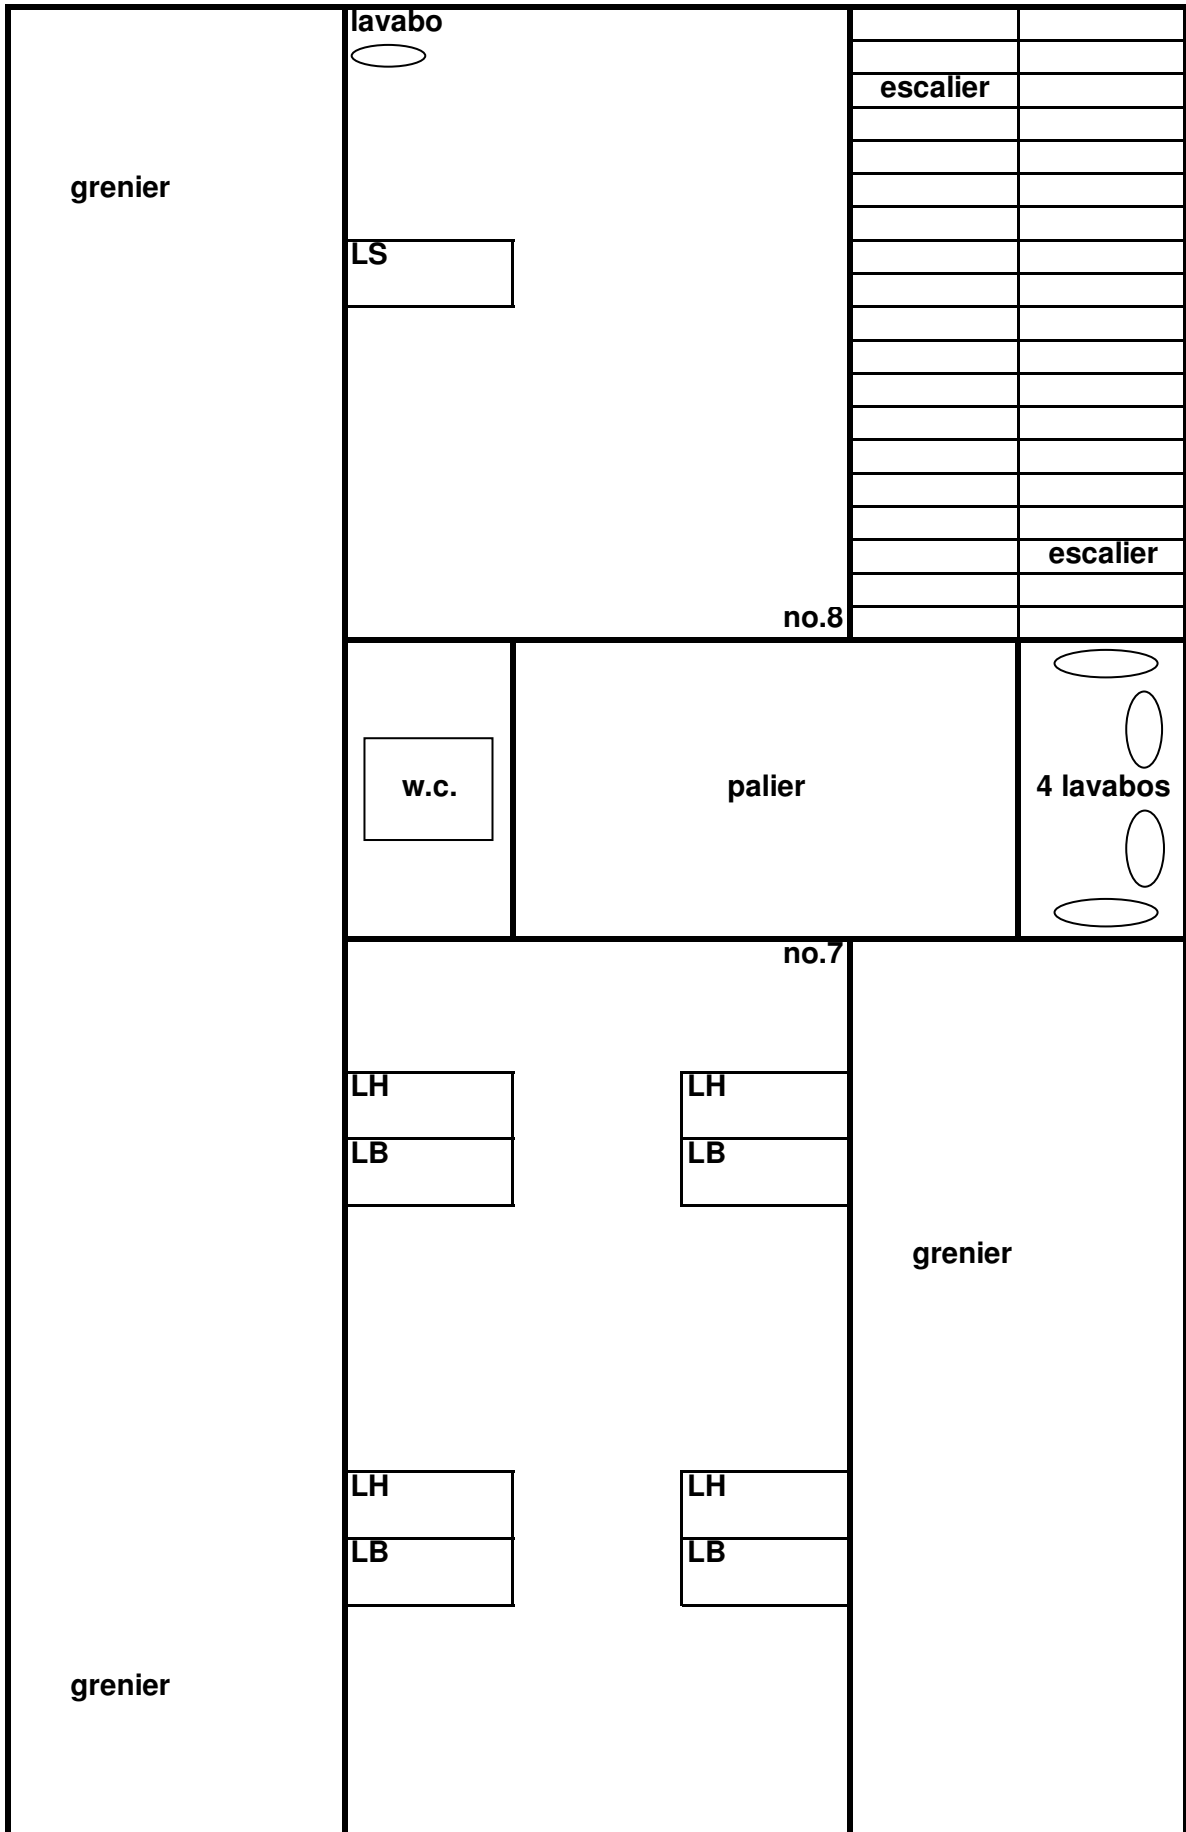 lavabo
escalier
grenier
LS
escalier
no.8
w.c.
palier
4 lavabos
no.7
LH
LH
LB
LB
grenier
LH
LH
LB
LB
grenier